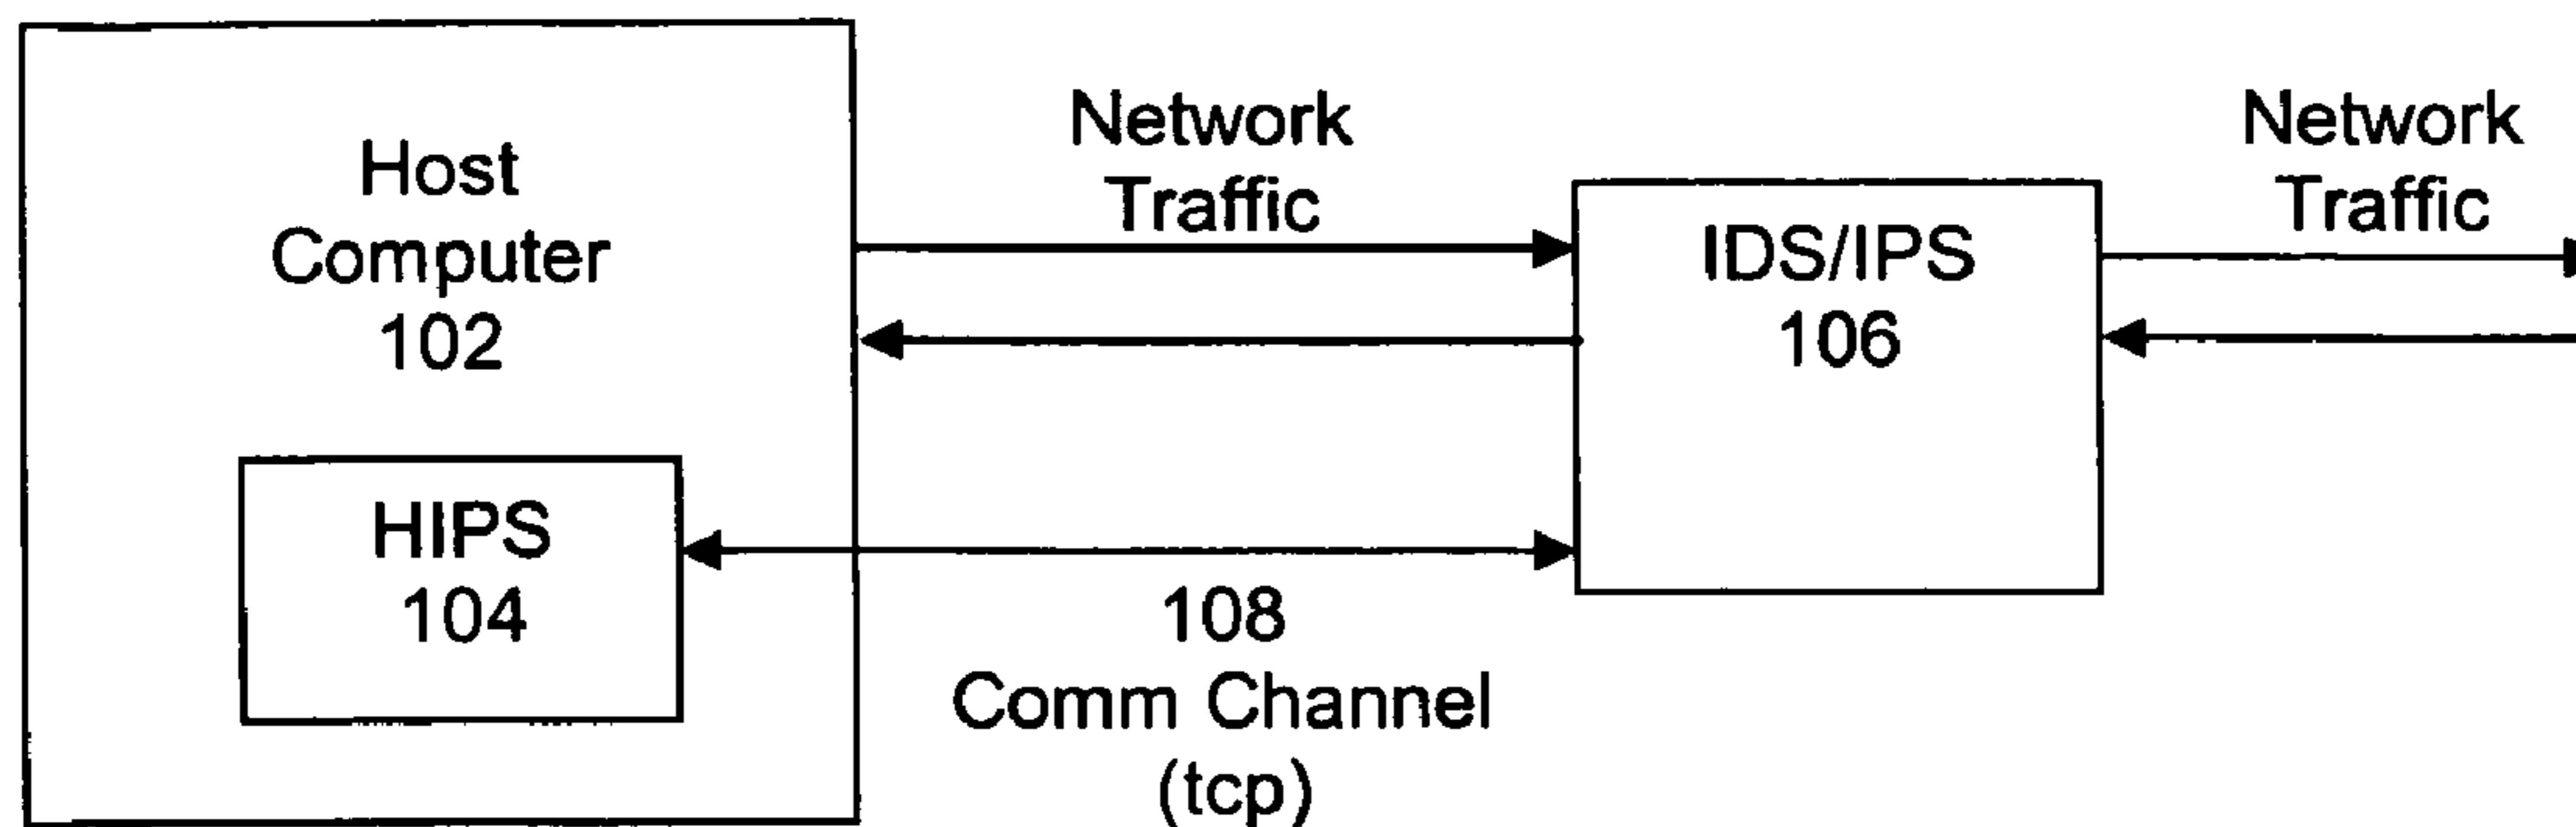 Host
Computer
102
HIPS
104
Network
Traffic
108
Comm Channel
(tcp)
IDS/IPS
106
Network
Traffic